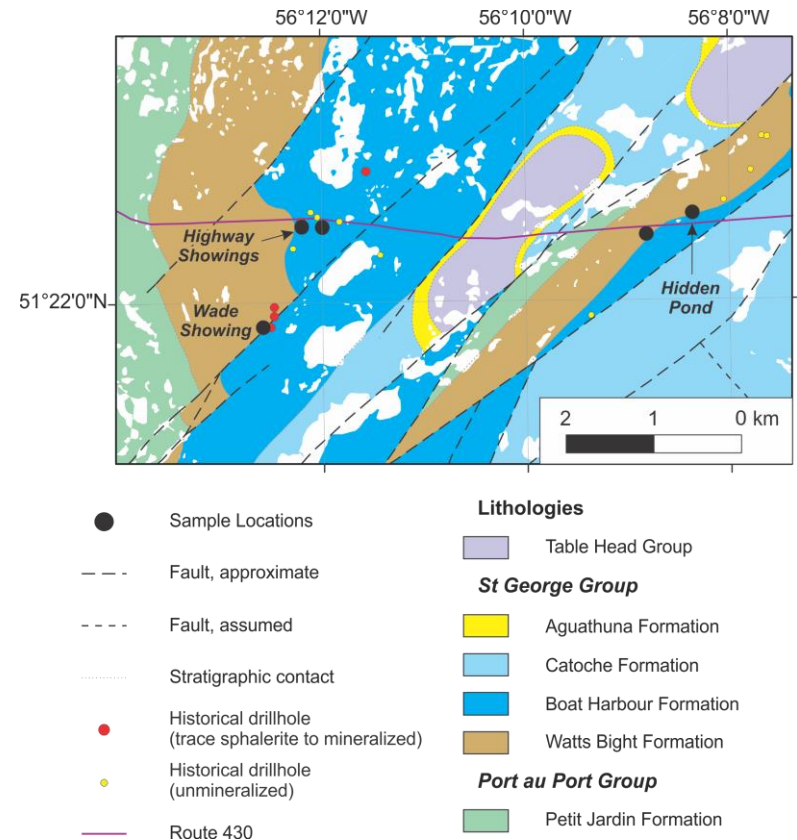 56°12'0"W
56°10'0"W
56°8'0"W
51°22'0"N
Highway
Showings
Wade
Showing
Hidden
Pond
2 1 0 km
Sample Locations
Fault, approximate
Fault, assumed
Stratigraphic contact
Historical drillhole
(trace sphalerite to mineralized)
Historical drillhole
(unmineralized)
Route 430
Lithologies
Table Head Group
St George Group
Aguathuna Formation
Catoche Formation
Boat Harbour Formation
Watts Bight Formation
Port au Port Group
Petit Jardin Formation